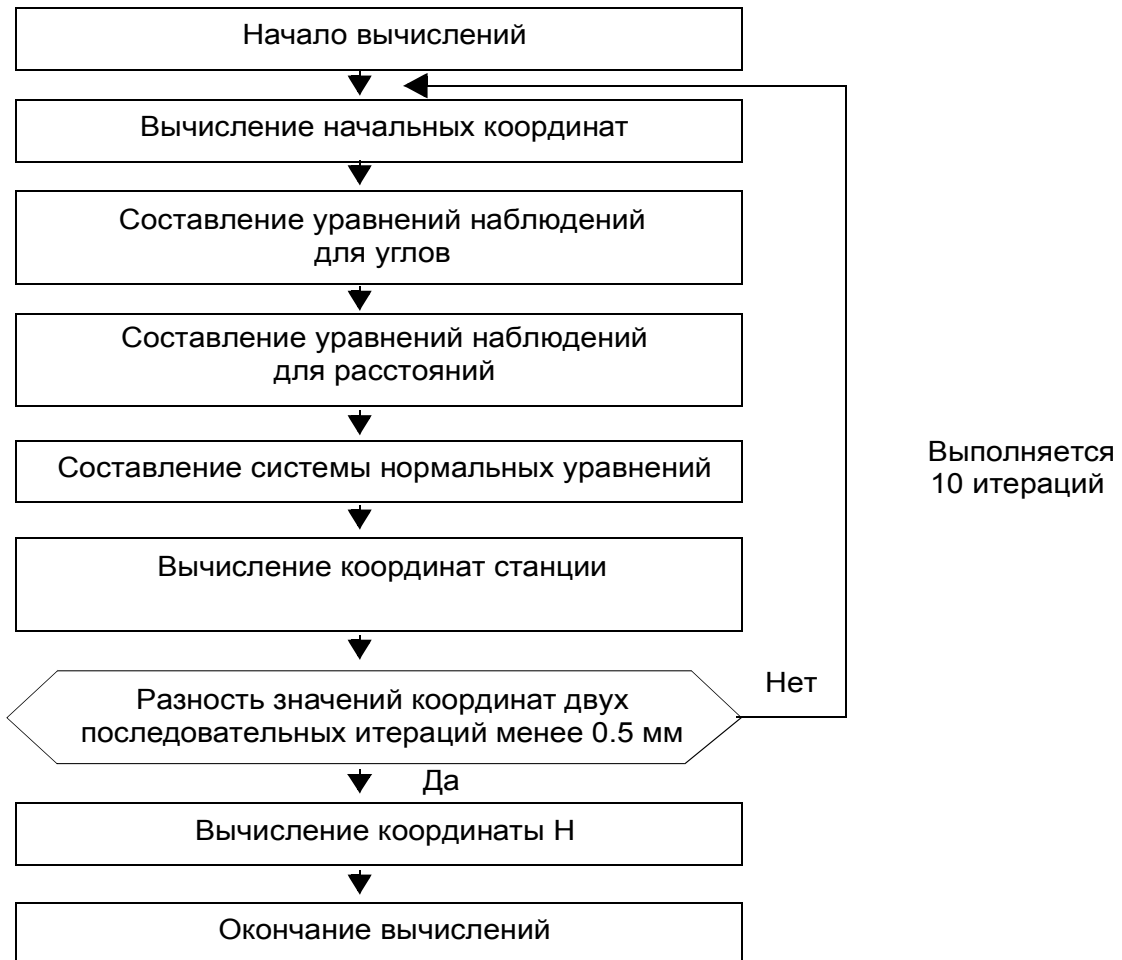 Начало вычислений
Вычисление начальных координат
Составление уравнений наблюдений
для углов
Составление уравнений наблюдений
для расстояний
Составление системы нормальных уравнений
Выполняется
10 итераций
Вычисление координат станции
Нет
Разность значений координат двух
последовательных итераций менее 0.5 мм
Да
Вычисление координаты Н
Окончание вычислений